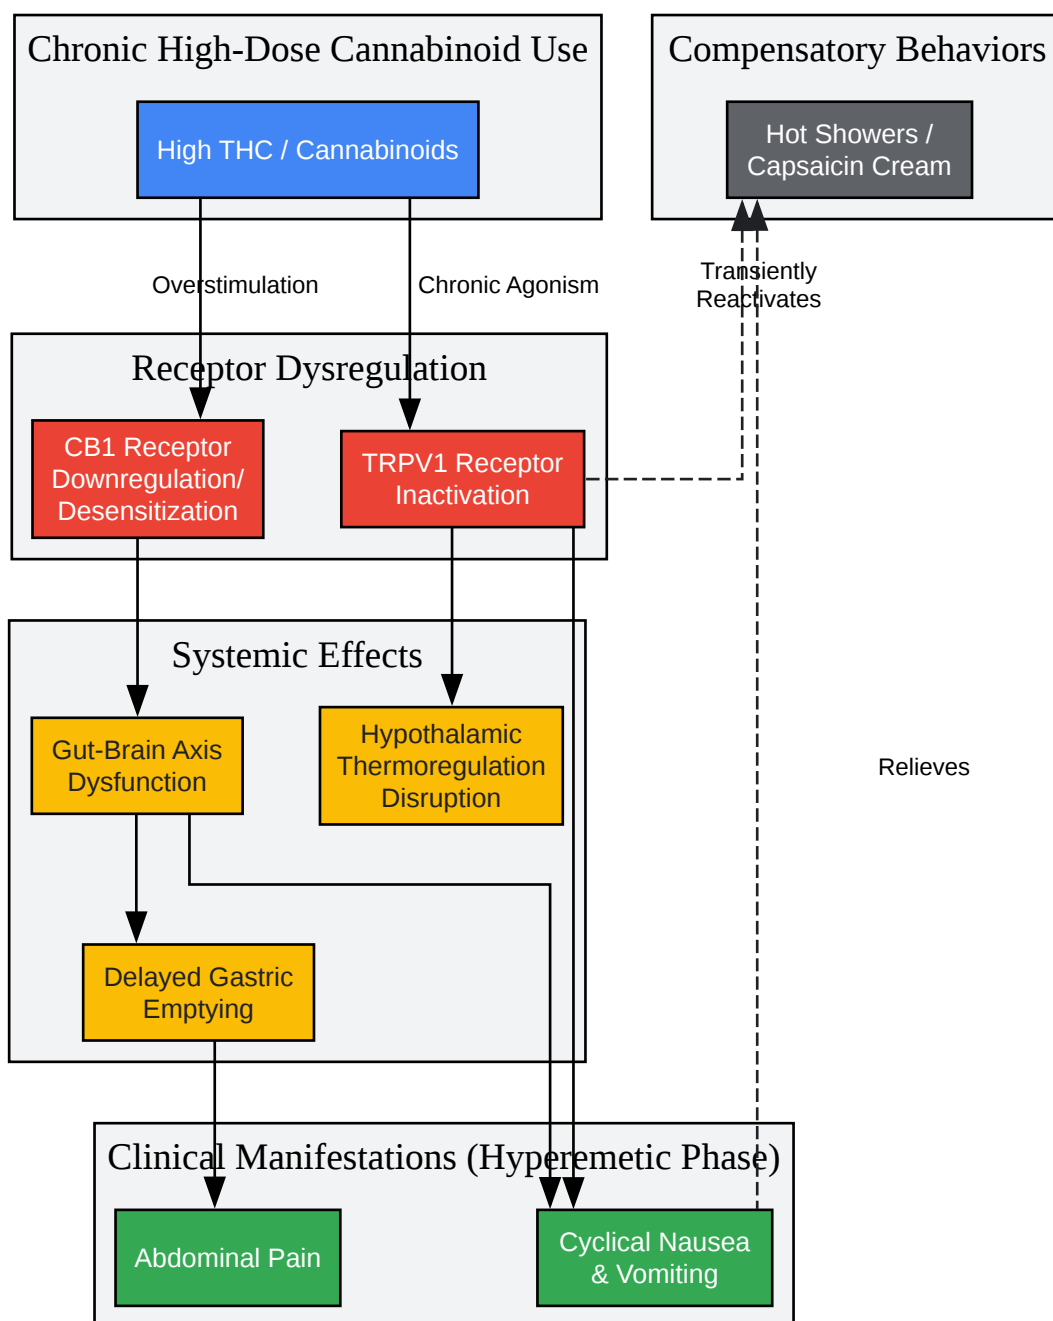 Chronic High-Dose Cannabinoid Use
Compensatory Behaviors
High THC / Cannabinoids
Hot Showers /
Capsaicin Cream
Overstimulation
Chronic Agonism
Transiently
Reactivates
Receptor Dysregulation
CB1 Receptor
Downregulation/
Desensitization
TRPV1 Receptor
Inactivation
Systemic Effects
Gut-Brain Axis
Dysfunction
Hypothalamic
Thermoregulation
Disruption
Relieves
Delayed Gastric
Emptying
Clinical Manifestations (Hyperemetic Phase)
Abdominal Pain
Cyclical Nausea
& Vomiting